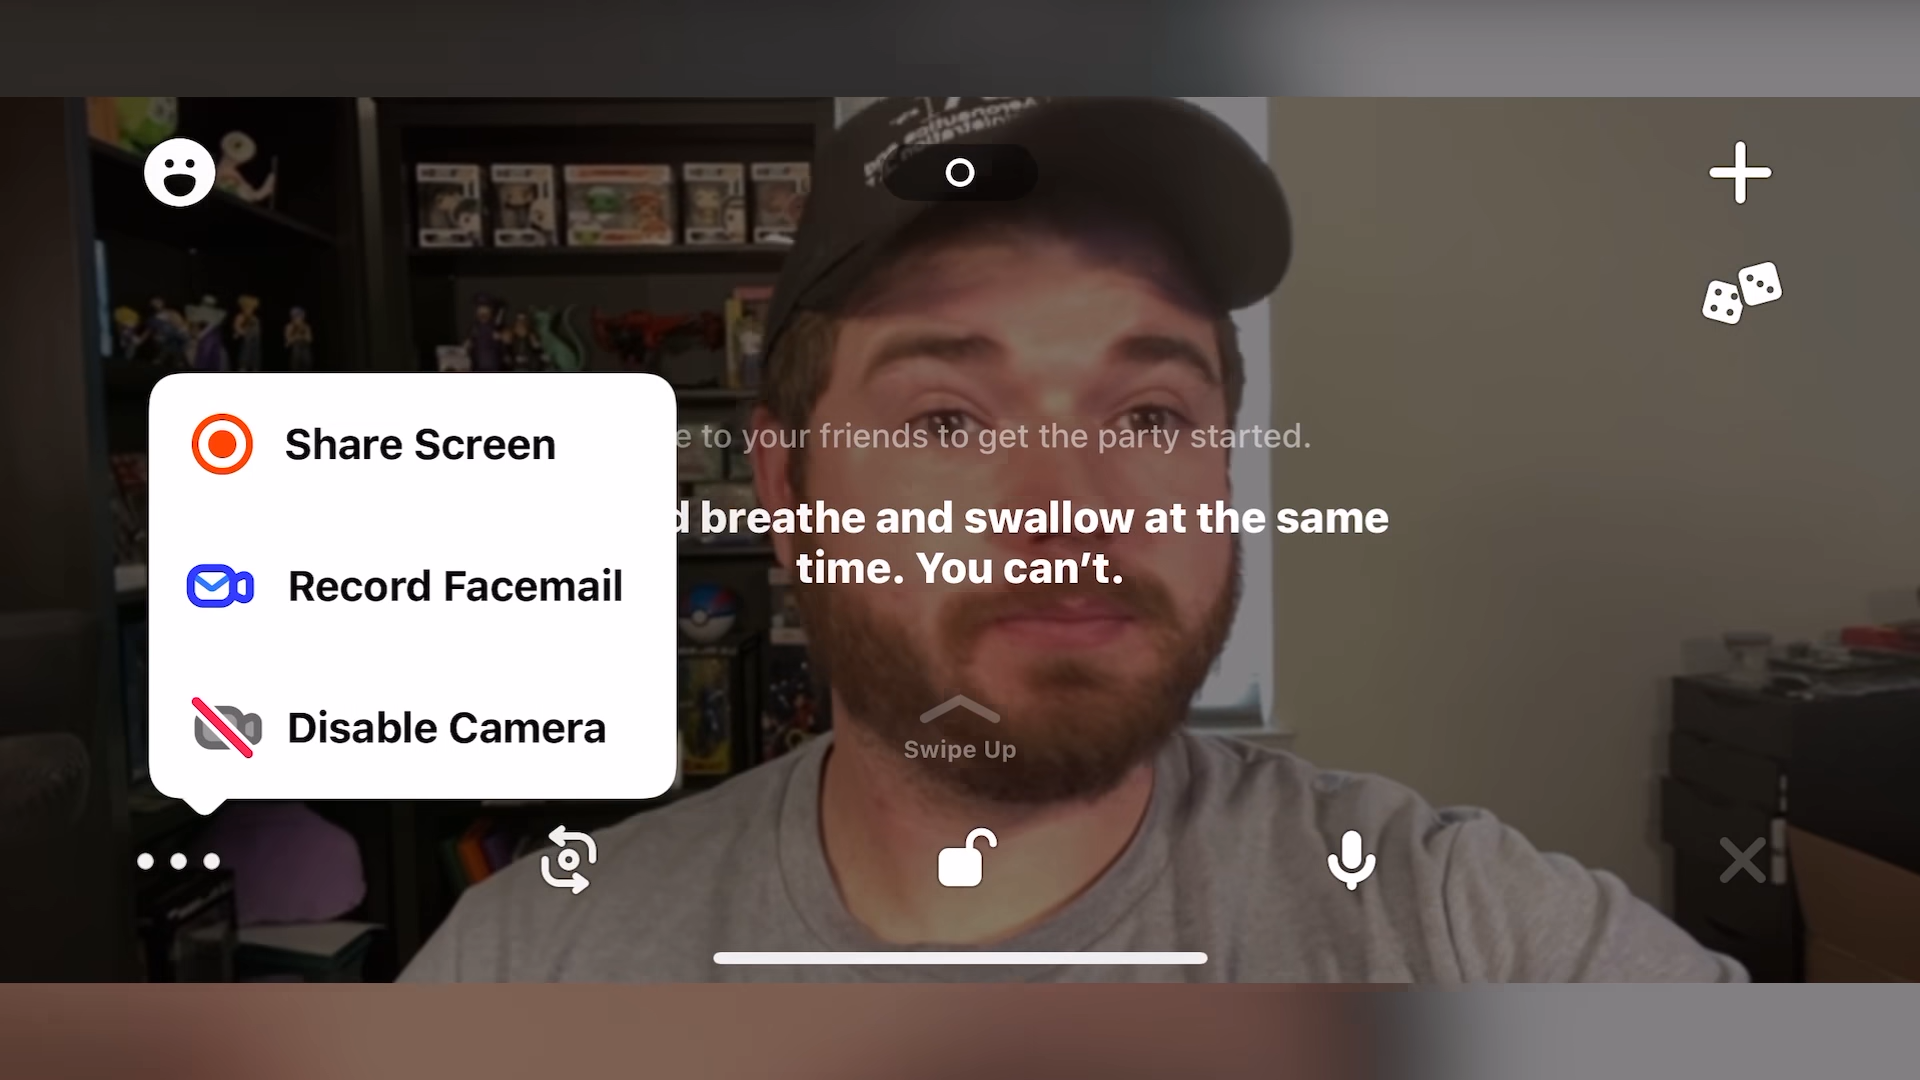 e to your friends to get the party started.
Share Screen
d breathe and swallow at the same
time. You can’t.
Record Facemail
Disable Camera
Swipe Up